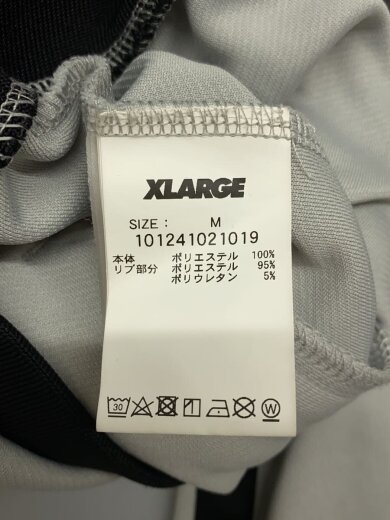 XLARGE
SIZE : M
101241021019
本体 ポリエステル 100%
リブ部分 ポリエステル 95%
ポリウレタン 5%
30 W